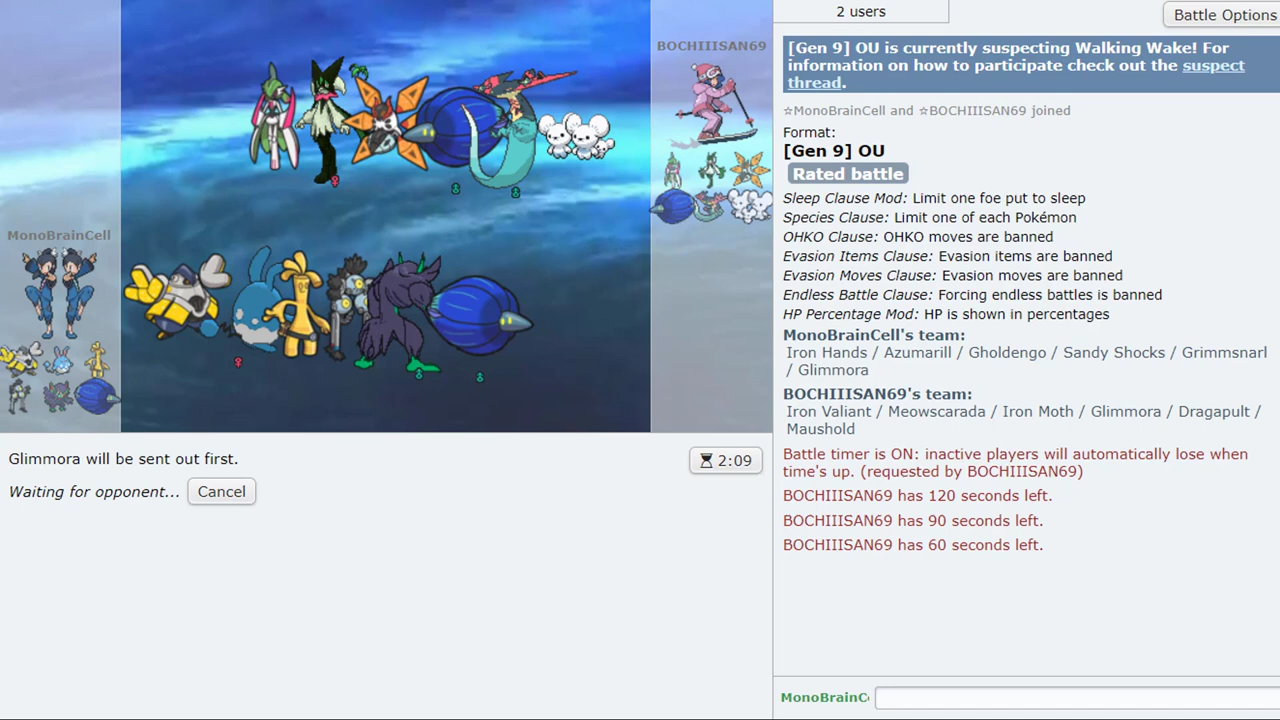 BOCHIIISAN69
MonoBrainCell
Glimmora will be sent out first.
2:09
Waiting for opponent...
Cancel
2 users
Battle Options
[Gen 9] OU is currently suspecting Walking Wake! For
information on how to participate check out the suspect
thread.
☆MonoBrainCell and ☆BOCHIIISAN69 joined
Format:
[Gen 9] OU
Rated battle
Sleep Clause Mod: Limit one foe put to sleep
Species Clause: Limit one of each Pokémon
OHKO Clause: OHKO moves are banned
Evasion Items Clause: Evasion items are banned
Evasion Moves Clause: Evasion moves are banned
Endless Battle Clause: Forcing endless battles is banned
HP Percentage Mod: HP is shown in percentages
MonoBrainCell's team:
Iron Hands / Azumarill / Gholdengo / Sandy Shocks / Grimmsnarl
/ Glimmora
BOCHIIISAN69's team:
Iron Valiant / Meowscarada / Iron Moth / Glimmora / Dragapult /
Maushold
Battle timer is ON: inactive players will automatically lose when
time's up. (requested by BOCHIIISAN69)
BOCHIIISAN69 has 120 seconds left.
BOCHIIISAN69 has 90 seconds left.
BOCHIIISAN69 has 60 seconds left.
MonoBrainC